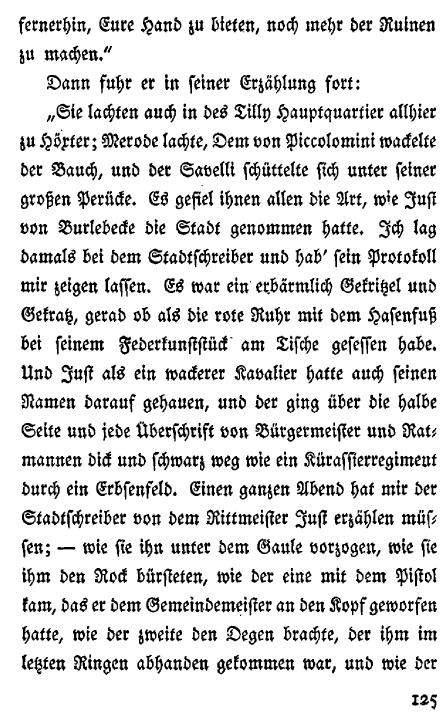 fernerhin, Eure Hand zu bieten, noch mehr der Ruinen
zu machen.“
Dann fuhr er in seiner Erzählung fort:
„Sie lachten auch in des Tilly Hauptquartier allhier
zu Höxter; Merode lachte, Dem von Piccolomini wackelte
der Bauch, und der Savelli schüttelte sich unter seiner
großen Perücke. Es gefiel ihnen allen die Art, wie Just
von Burlebecke die Stadt genommen hatte. Ich lag
damals bei dem Stadtschreiber und hab’ sein Protokoll
mir zeigen lassen. Es war ein erbärmlich Gekritzel und
Gekratz, gerad ob als die rote Ruhr mit dem Hasenfuß
bei seinem Federkunststück am Tische gesessen habe.
Und Just als ein wackerer Kavalier hatte auch seinen
Namen darauf gehauen, und der ging über die halbe
Seite und jede Überschrift von Bürgermeister und Rat-
mannen dick und schwarz weg wie ein Kürassierregiment
durch ein Erbsenfeld. Einen ganzen Abend hat mir der
Stadtschreiber von dem Rittmeister Just erzählen müs-
sen; — wie sie ihn unter dem Gaule vorzogen, wie sie
ihm den Rock bürsteten, wie der eine mit dem Pistol
kam, das er dem Gemeindemeister an den Kopf geworfen
hatte, wie der zweite den Degen brachte, der ihm im
letzten Ringen abhanden gekommen war, und wie der
125